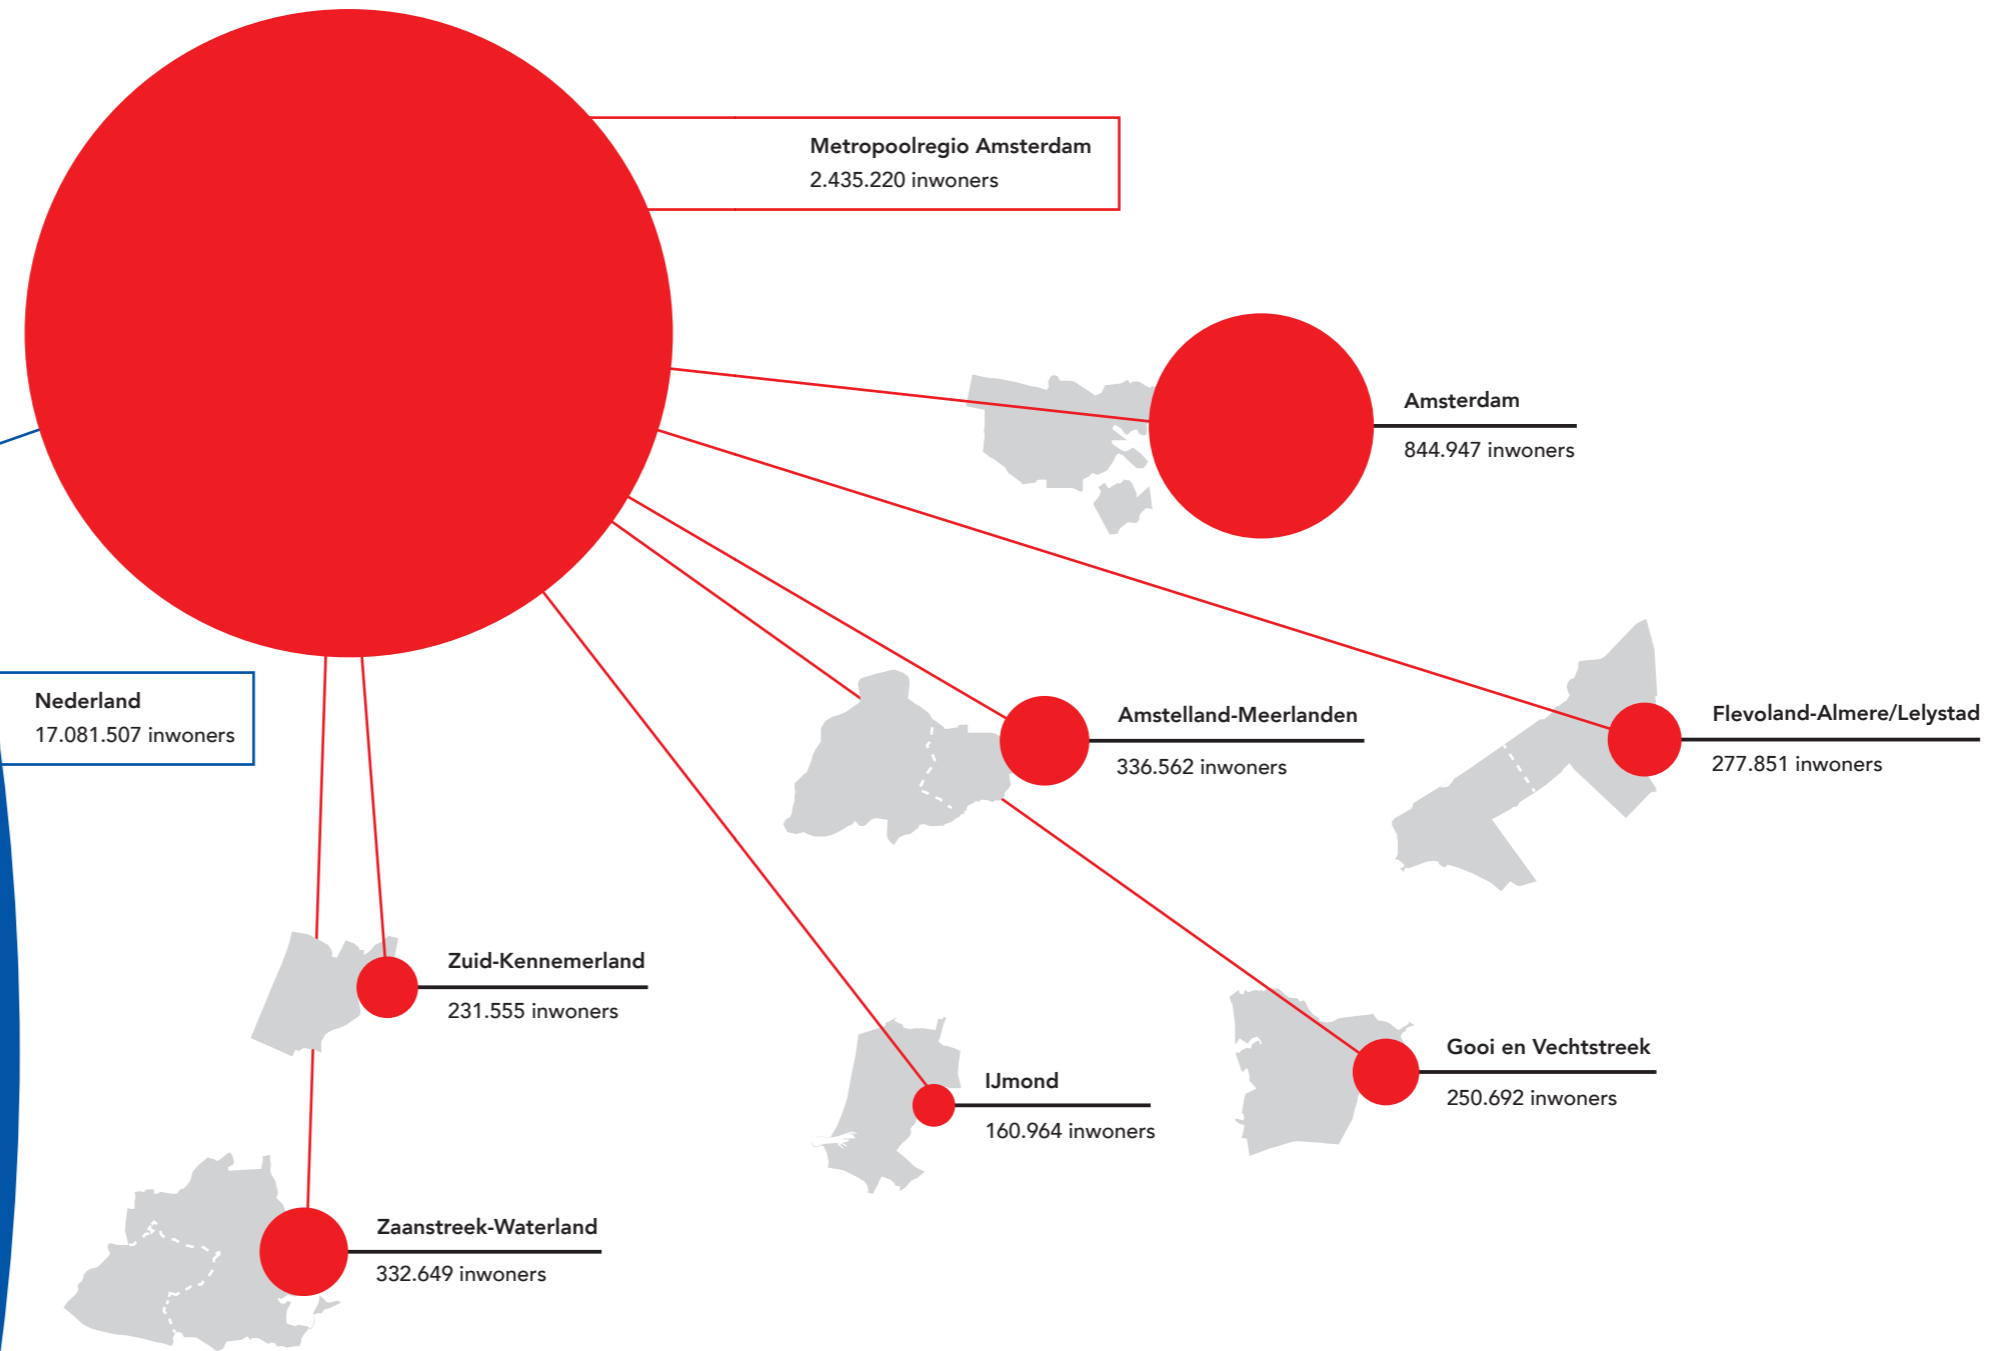 Metropoolregio Amsterdam
2.435.220 inwoners
Amsterdam
844.947 inwoners
Nederland
17.081.507 inwoners
Amstelland-Meerlanden
336.562 inwoners
Flevoland-Almere/Lelystad
277.851 inwoners
Zuid-Kennemerland
231.555 inwoners
IJmond
160.964 inwoners
Gooi en Vechtstreek
250.692 inwoners
Zaanstreek-Waterland
332.649 inwoners